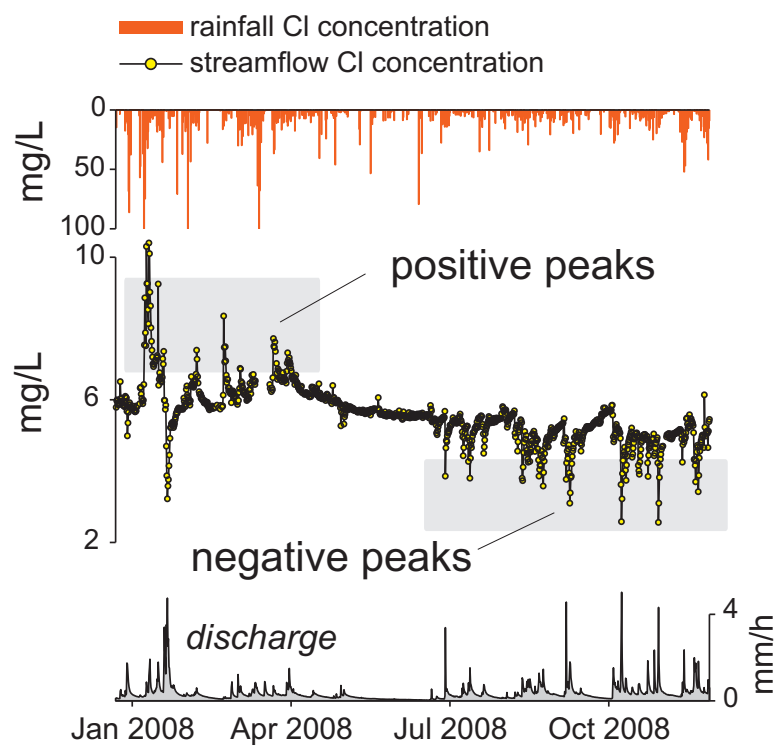 rainfall Cl concentration
streamflow Cl concentration
0
50
100
mg/L
10
6
2
mg/L
positive peaks
negative peaks
discharge
4
0
mm/h
Jan 2008 Apr 2008 Jul 2008 Oct 2008